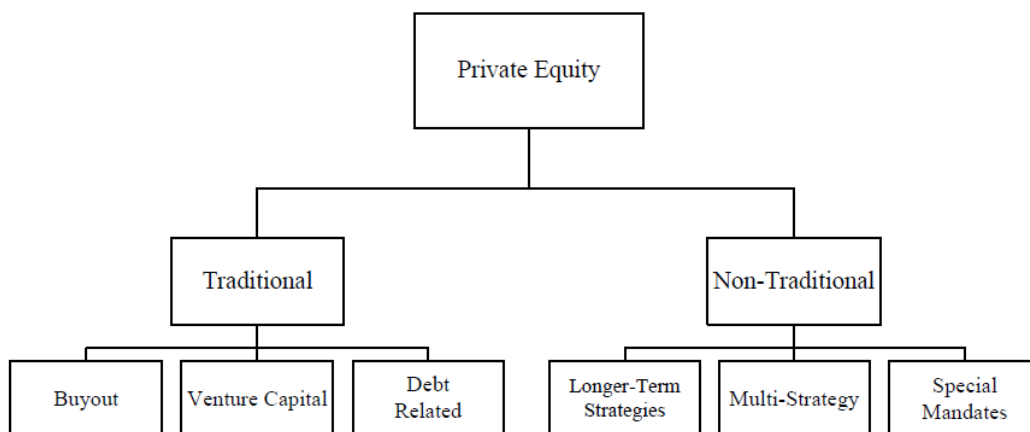 Private Equity
Traditional
Non-Traditional
Buyout
Venture Capital
Debt
Related
Longer-Term
Strategies
Multi-Strategy
Special
Mandates